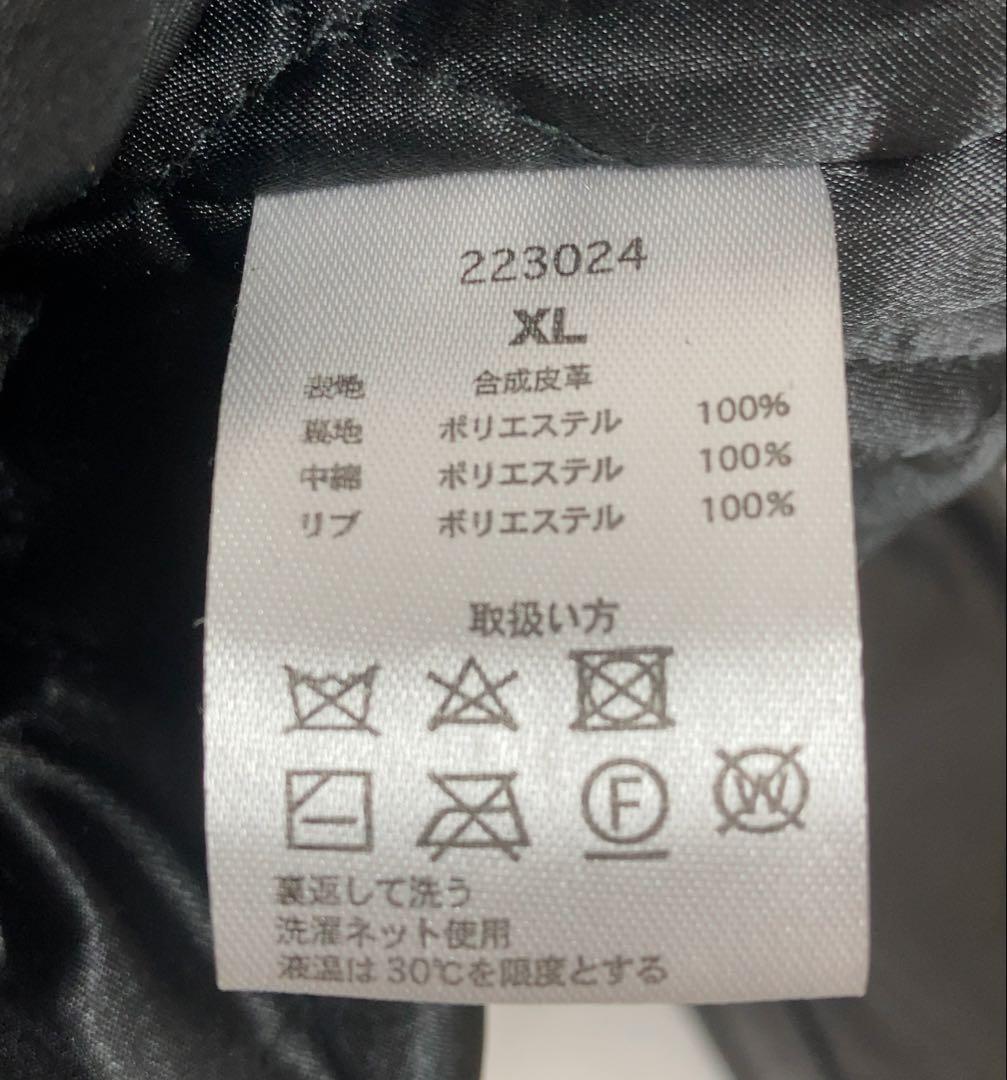 223024
XL
表地 合成皮革
裏地 ポリエステル 100%
中綿 ポリエステル 100%
リブ ポリエステル 100%
取扱い方
F W
裏返して洗う
洗濯ネット使用
液温は30℃を限度とする